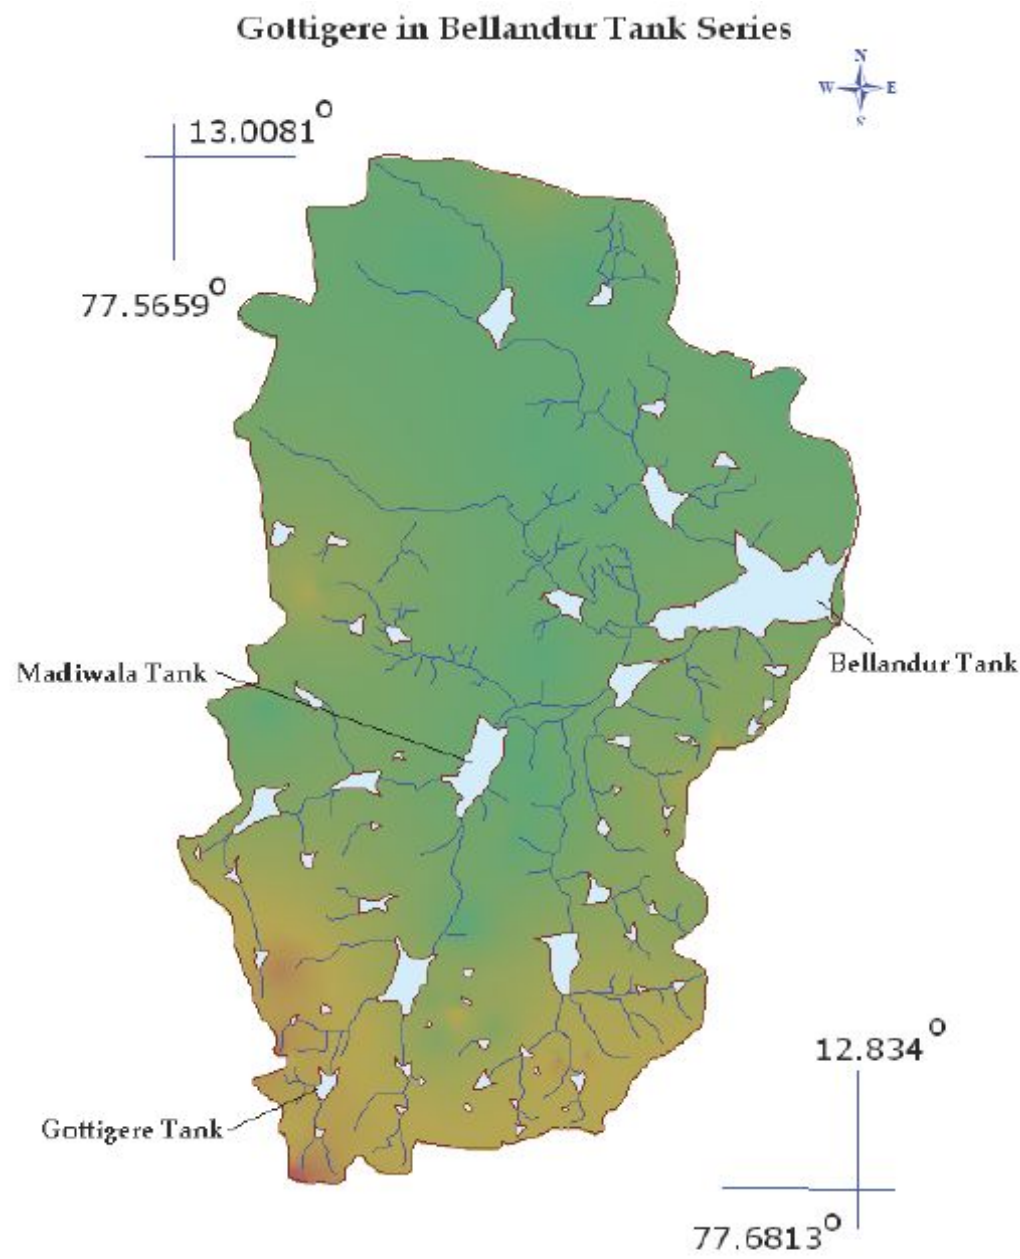 Gottigere in Bellandur Tank Series
N
W E
S
13.0081°
77.5659°
Madiwala Tank
Bellandur Tank
Gottigere Tank
12.834°
77.6813°